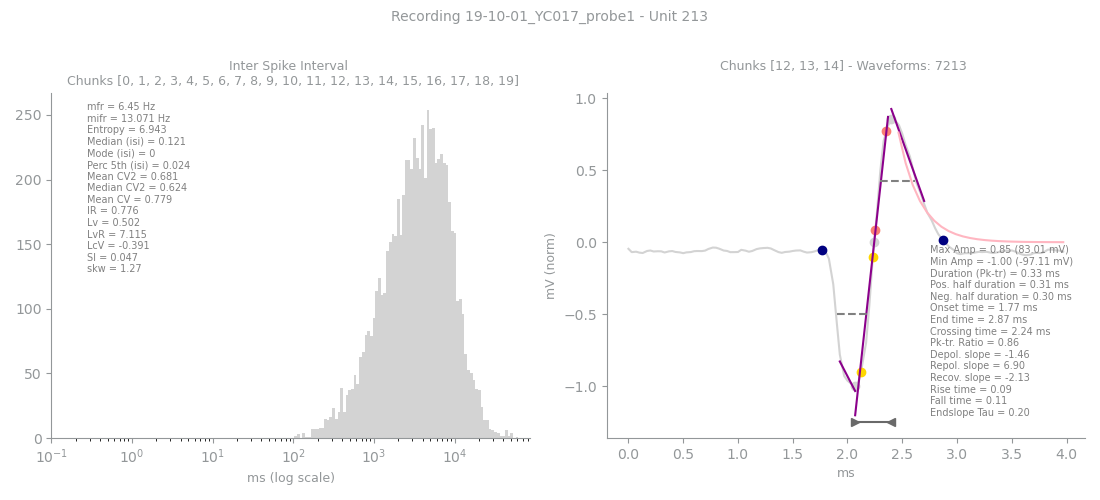 Recording 19-10-01_YC017_probe1 - Unit 213
Inter Spike Interval
Chunks [0, 1, 2, 3, 4, 5, 6, 7, 8, 9, 10, 11, 12, 13, 14, 15, 16, 17, 18, 19]
250
200
150
100
50
0
mfr = 6.45 Hz
mifr = 13.071 Hz
Entropy = 6.943
Median (isi) = 0.121
Mode (isi) = 0
Perc 5th (isi) = 0.024
Mean CV2 = 0.681
Median CV2 = 0.624
Mean CV = 0.779
IR = 0.776
Lv = 0.502
LvR = 7.115
LcV = -0.391
SI = 0.047
skw = 1.27
10⁻¹ 10⁰ 10¹ 10² 10³ 10⁴
ms (log scale)
Chunks [12, 13, 14] - Waveforms: 7213
mV (norm)
1.0
0.5
0.0
−0.5
−1.0
Max Amp = 0.85 (83.01 mV)
Min Amp = -1.00 (-97.11 mV)
Duration (Pk-tr) = 0.33 ms
Pos. half duration = 0.31 ms
Neg. half duration = 0.30 ms
Onset time = 1.77 ms
End time = 2.87 ms
Crossing time = 2.24 ms
Pk-tr. Ratio = 0.86
Depol. slope = -1.46
Repol. slope = 6.90
Recov. slope = -2.13
Rise time = 0.09
Fall time = 0.11
Endslope Tau = 0.20
0.0 0.5 1.0 1.5 2.0 2.5 3.0 3.5 4.0
ms